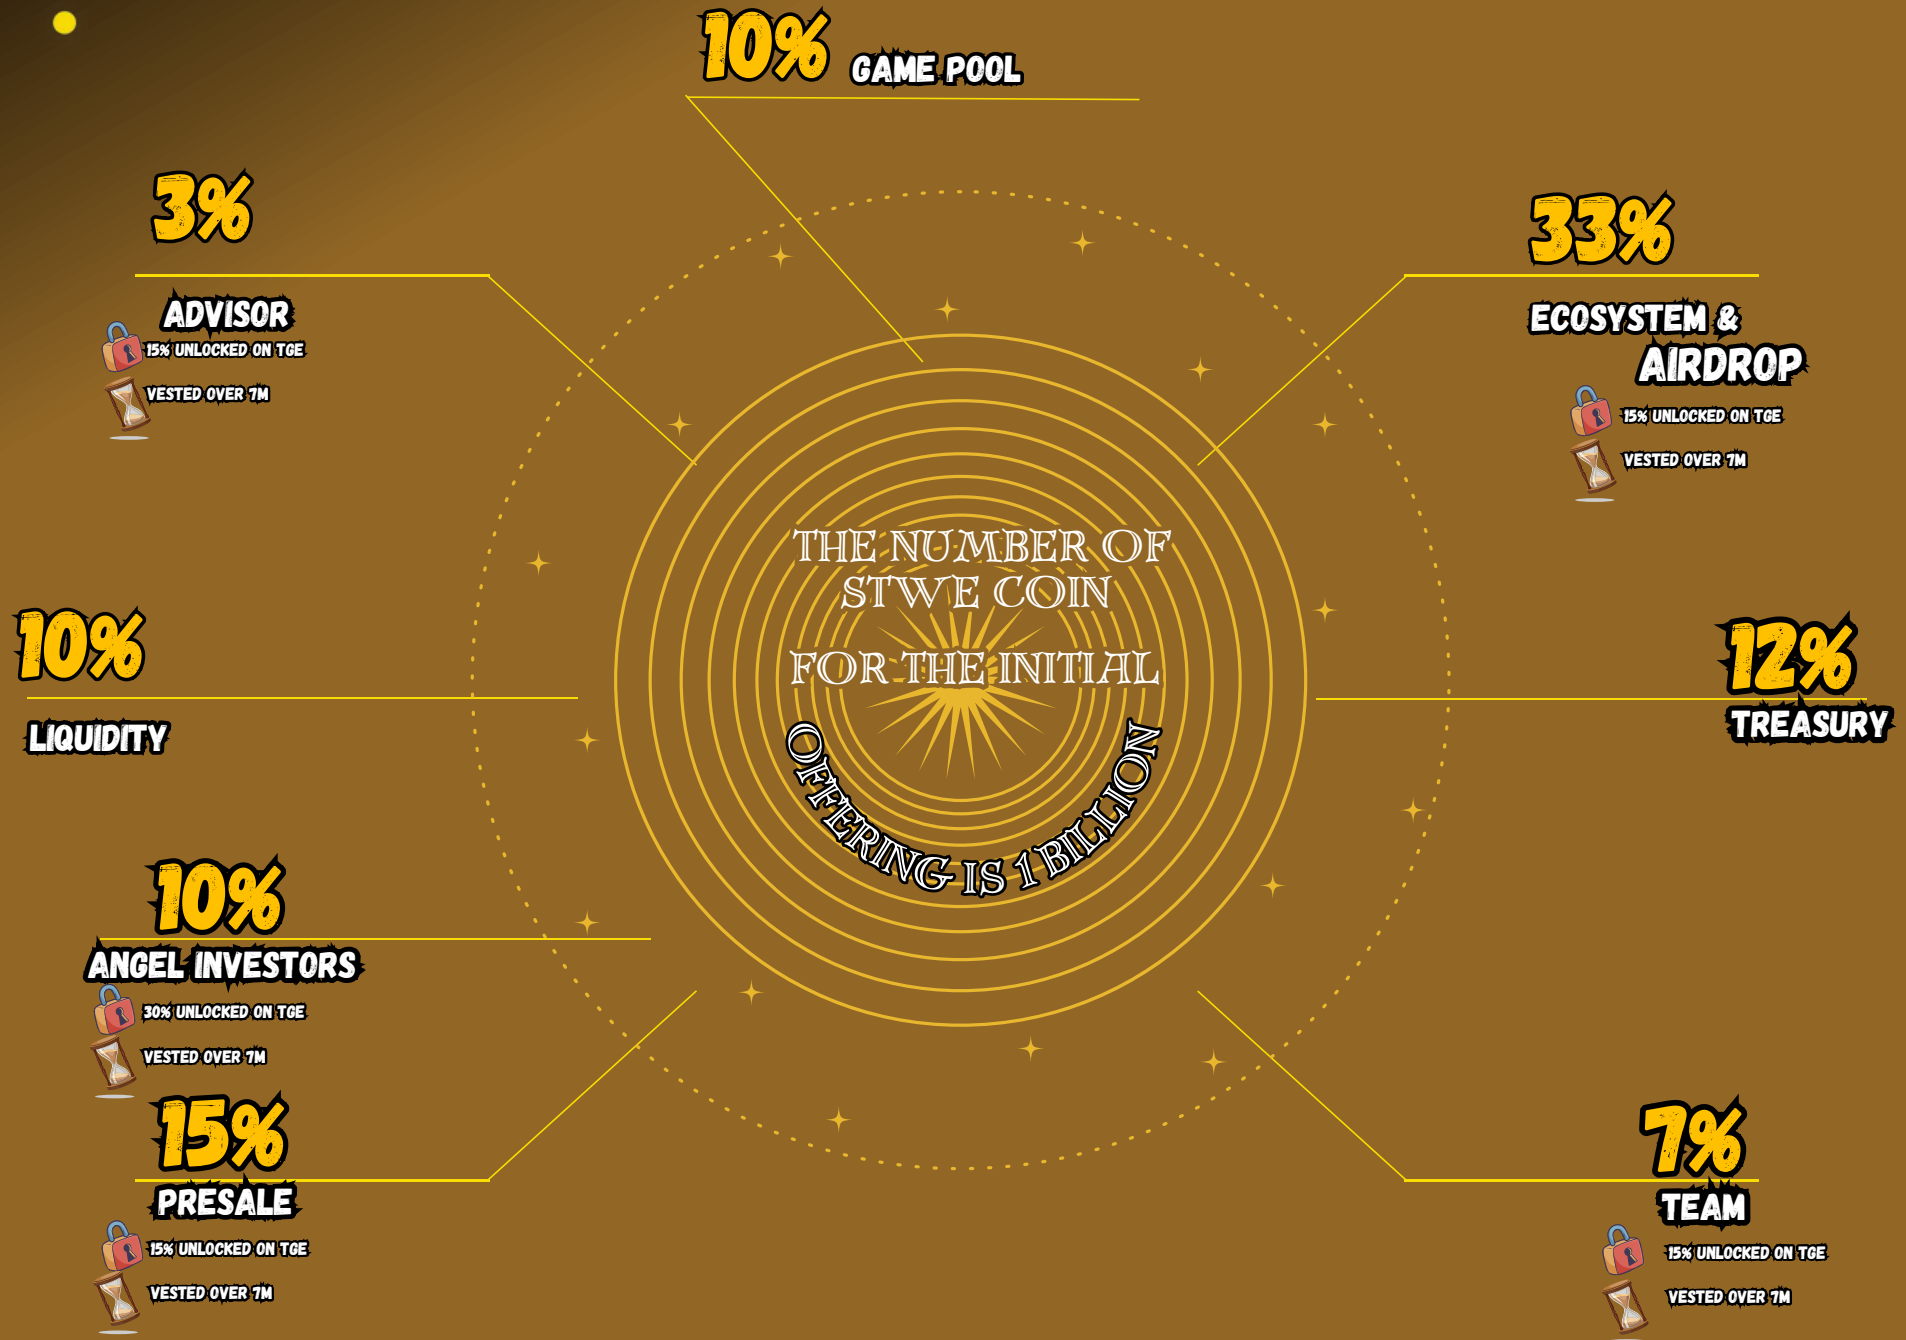 10% GAME POOL
3%
ADVISOR
15% UNLOCKED ON TGE
VESTED OVER 7M
33%
ECOSYSTEM &
AIRDROP
15% UNLOCKED ON TGE
VESTED OVER 7M
THE NUMBER OF
STWE COIN
FOR THE INITIAL
OFFERING IS 1 BILLION
10%
LIQUIDITY
12%
TREASURY
10%
ANGEL INVESTORS
30% UNLOCKED ON TGE
VESTED OVER 7M
15%
PRESALE
15% UNLOCKED ON TGE
VESTED OVER 7M
7%
TEAM
15% UNLOCKED ON TGE
VESTED OVER 7M